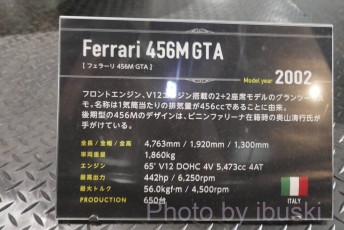 Ferrari 456M GTA
[ フェラーリ 456M GTA ]
Model year 2002
フロントエンジン、V12エンジン搭載の2+2座席モデルのグランツーリス
モ。名称は1気筒当たりの排気量が456ccであることに由来。
後期型の456Mのデザインは、ピニンファリーナ在籍時の奥山清行氏が
手がけている。
全長 / 全幅 / 全高 4,763mm / 1,920mm / 1,300mm
車両重量 1,860kg
エンジン 65° V12 DOHC 4V 5,473cc 4AT
最高出力 442hp / 6,250rpm
最大トルク 56.0kgf·m / 4,500rpm
PRODUCTION 650台
ITALY
Photo by ibuski